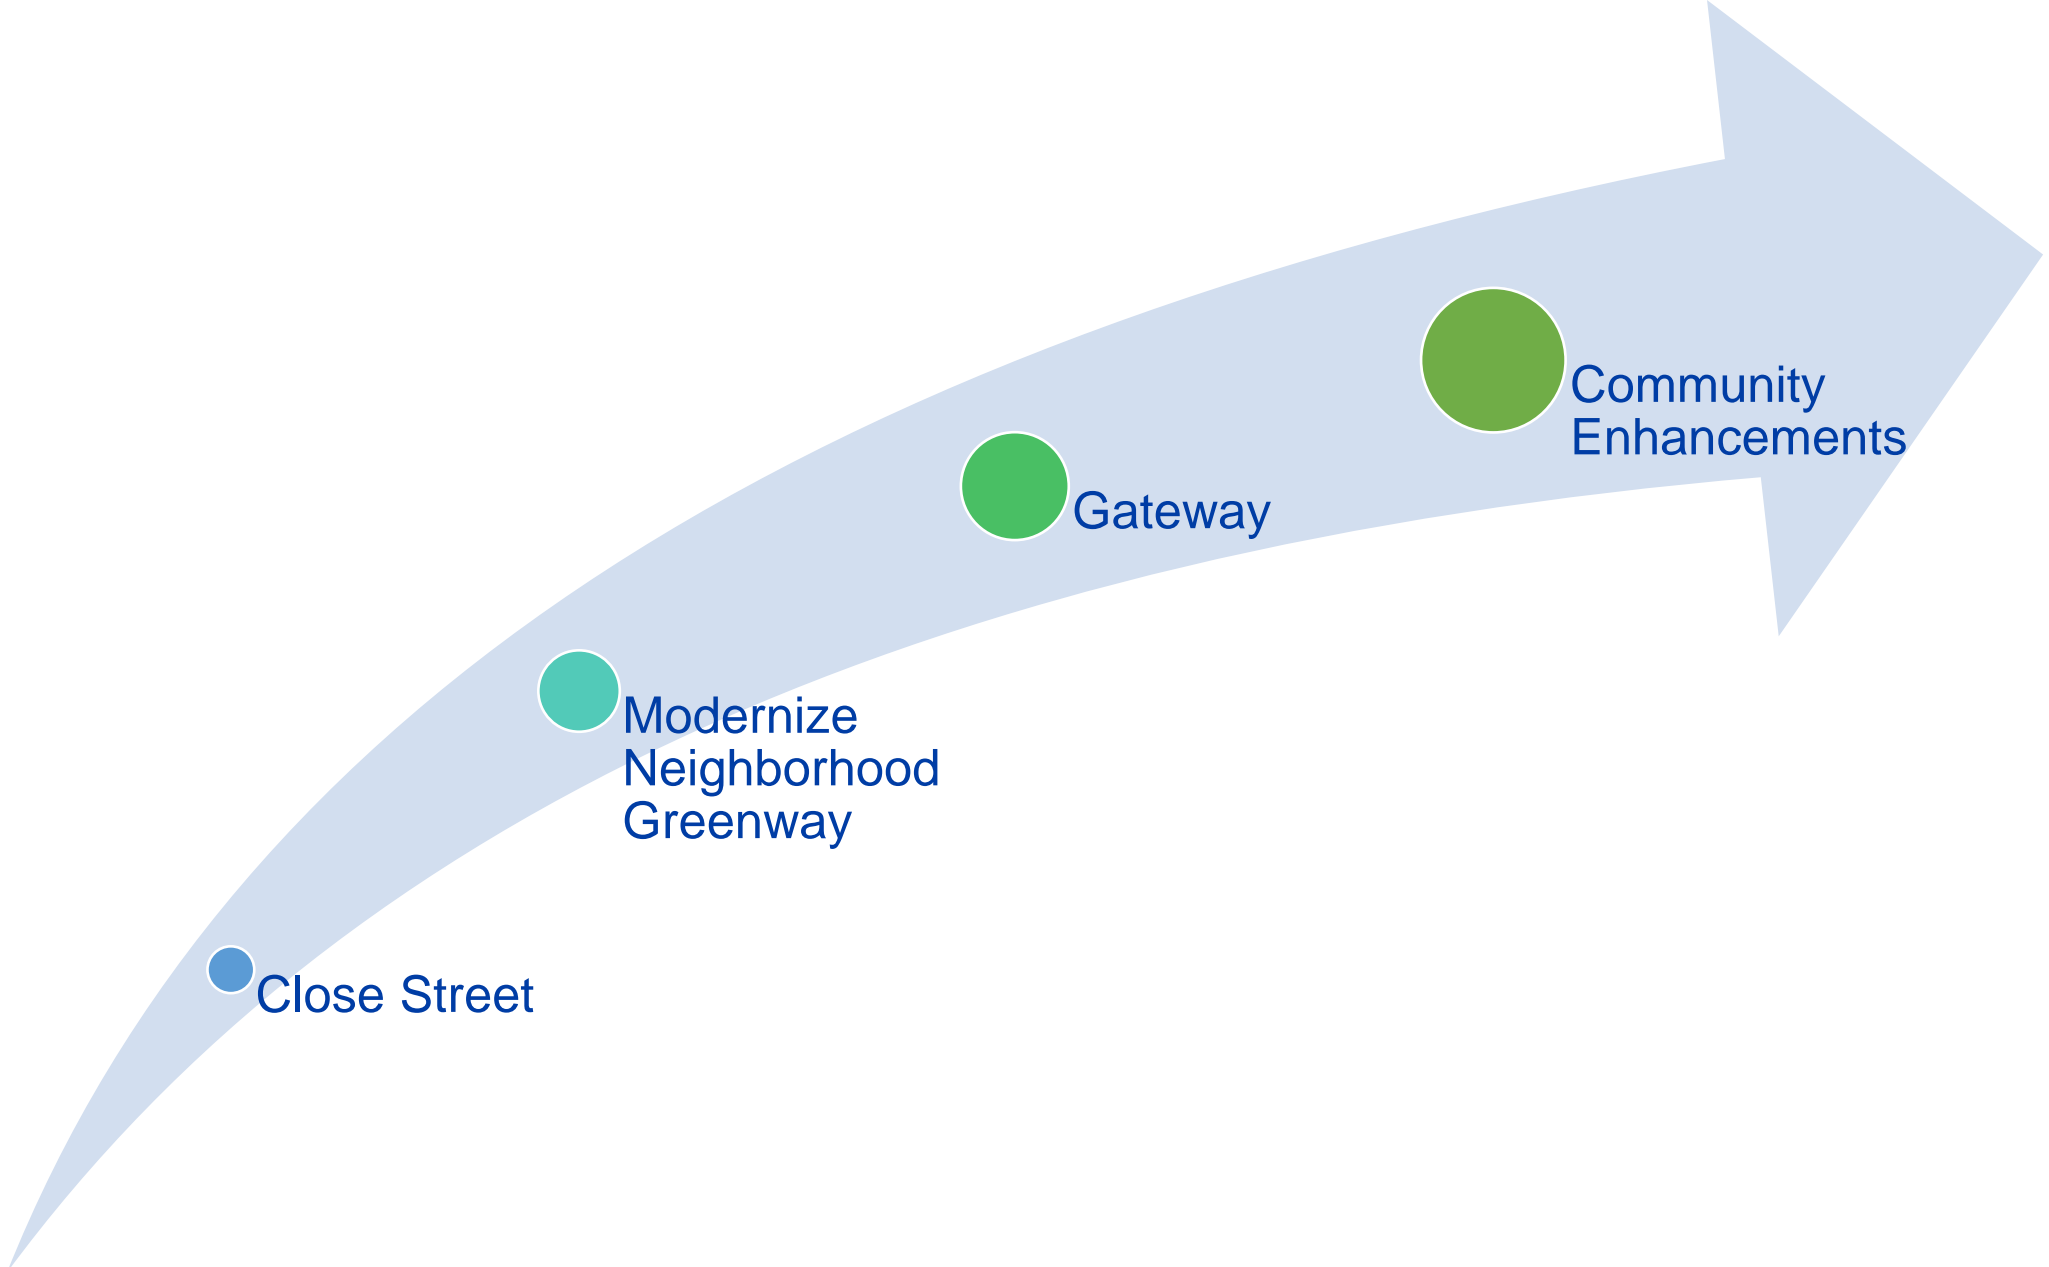 Community
Enhancements
Gateway
Modernize
Neighborhood
Greenway
Close Street